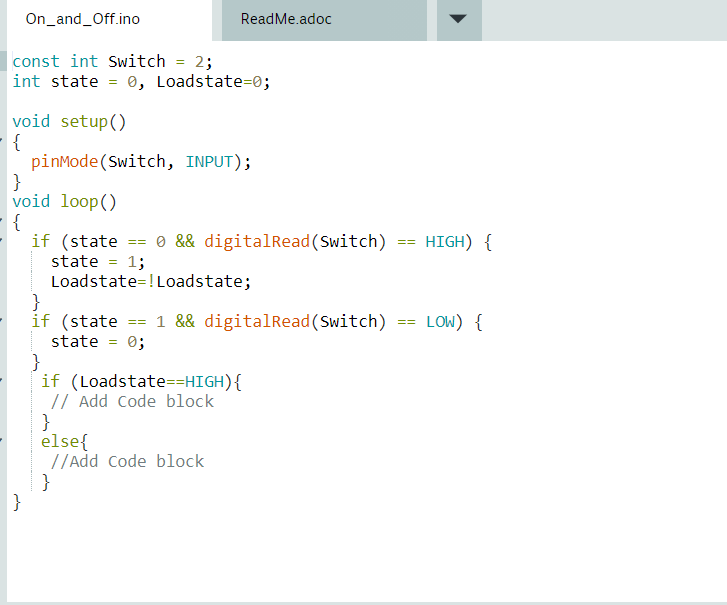 On_and_Off.ino
ReadMe.adoc
const int Switch = 2;
int state = 0, Loadstate=0;
void setup()
{
pinMode(Switch, INPUT);
}
void loop()
{
if (state == 0 && digitalRead(Switch) == HIGH) {
state = 1;
Loadstate=!Loadstate;
}
if (state == 1 && digitalRead(Switch) == LOW) {
state = 0;
}
if (Loadstate==HIGH){
// Add Code block
}
else{
//Add Code block
}
}